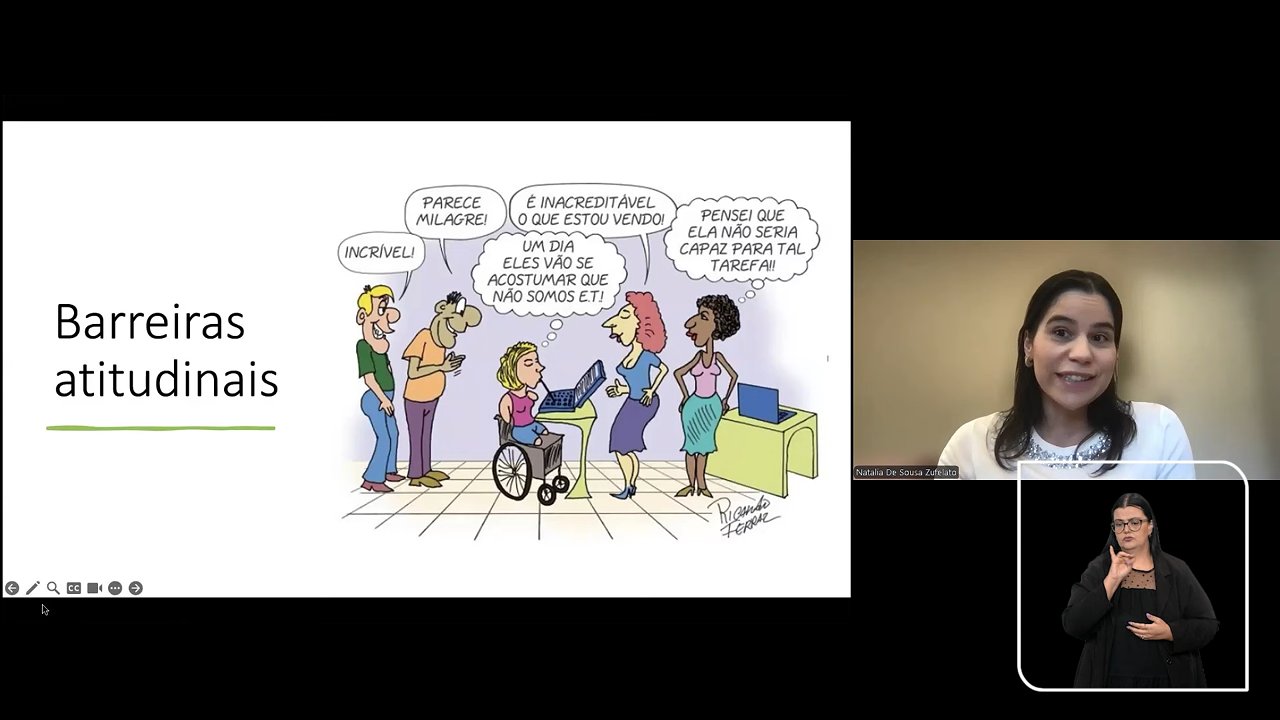 Barreiras
atitudinais
INCRÍVEL!
PARECE
MILAGRE!
UM DIA
ELES VÃO SE
ACOSTUMAR QUE
NÃO SOMOS E.T!
É INACREDITÁVEL
O QUE ESTOU VENDO!
PENSEI QUE
ELA NÃO SERIA
CAPAZ PARA TAL
TAREFA!!
RICARDO
FERRAZ
CC
Natalia De Sousa Zufelato